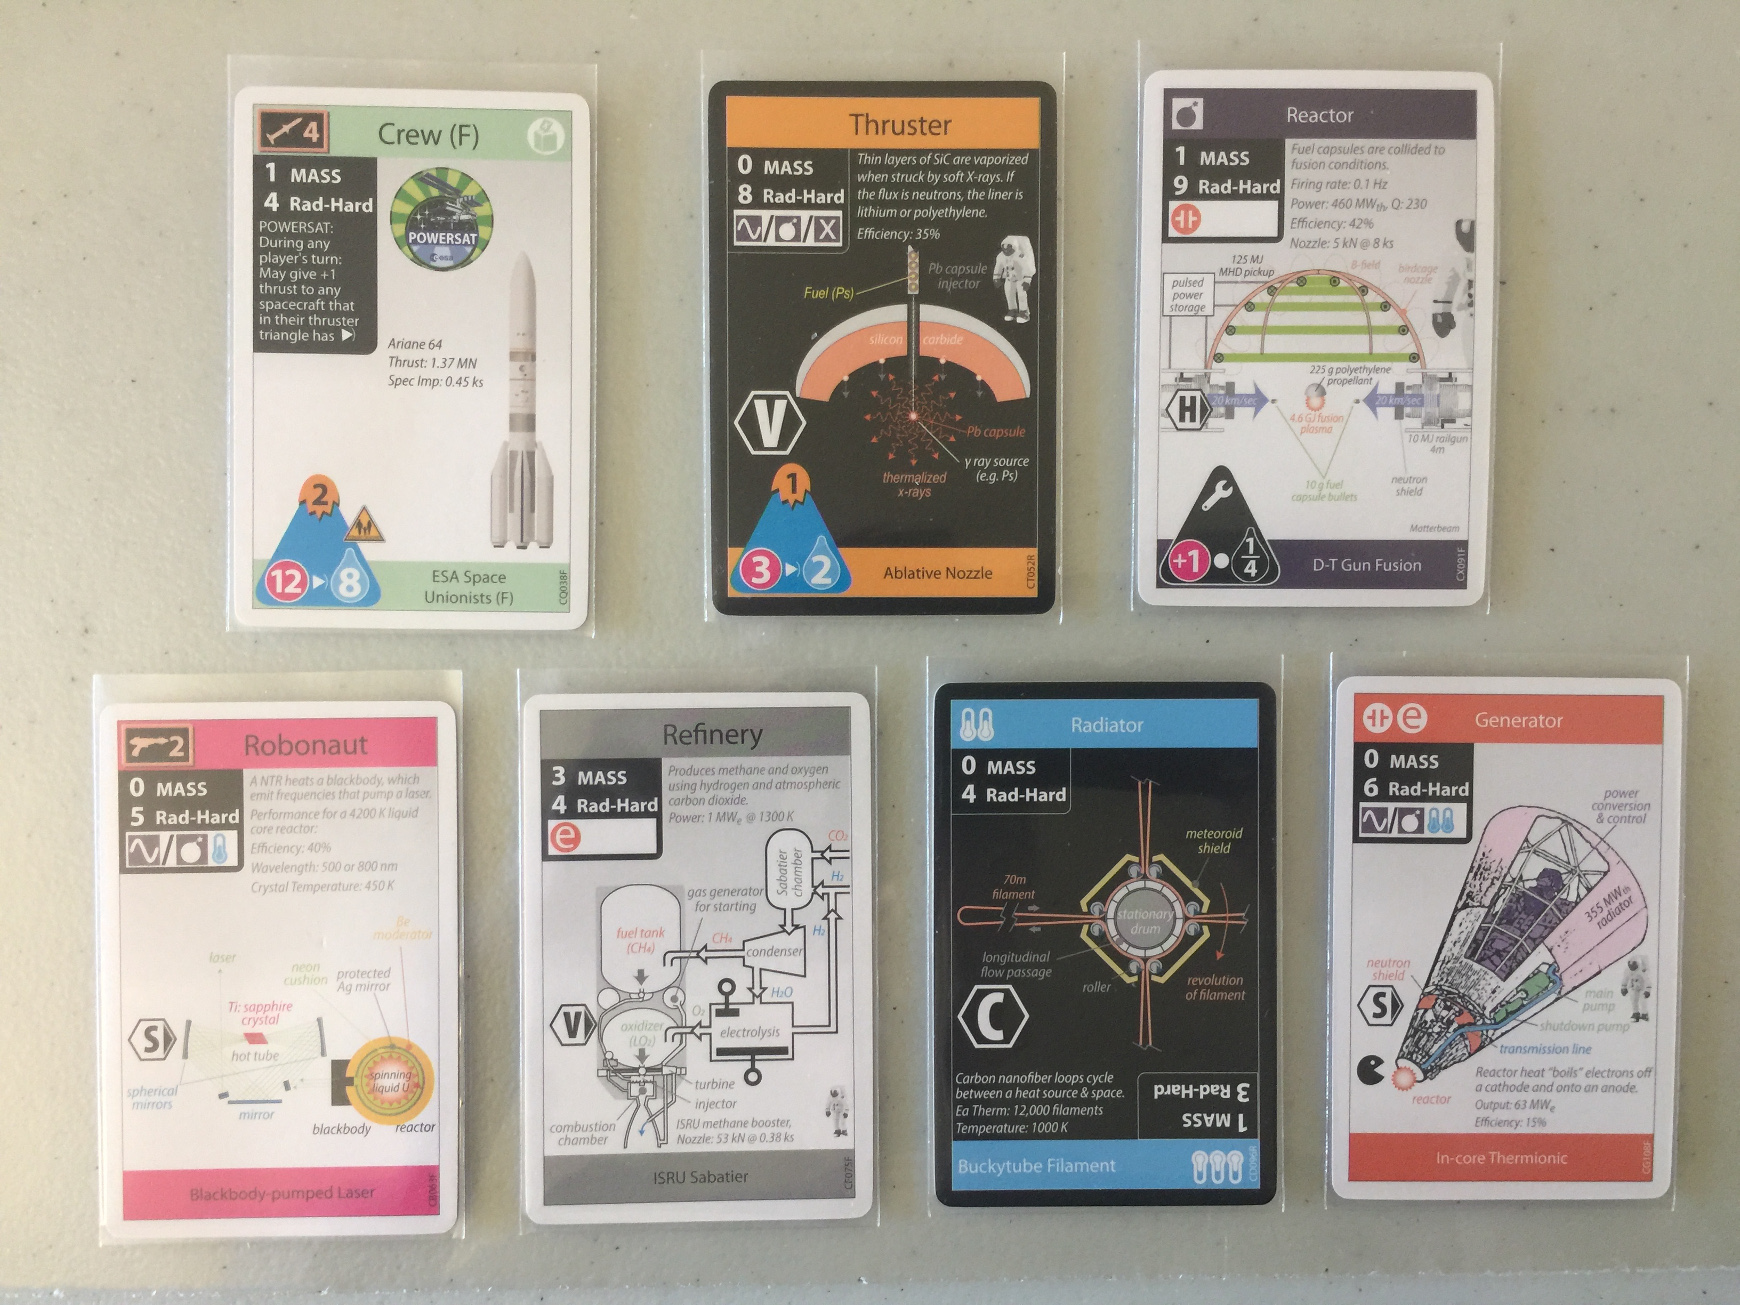 4
Crew (F)
1 MASS
4 Rad-Hard
POWERSAT:
During any
player's turn:
May give +1
thrust to any
spacecraft that
in their thruster
triangle has
POWERSAT
esa
Ariane 64
Thrust: 1.37 MN
Spec Imp: 0.45 ks
2
12 8
ESA Space
Unionists (F)
CQ038F
Thruster
0 MASS
8 Rad-Hard
X
Thin layers of SiC are vaporized
when struck by soft X-rays. If
the flux is neutrons, the liner is
lithium or polyethylene.
Efficiency: 35%
Pb capsule
injector
Fuel (Ps)
silicon carbide
V
Pb capsule
γ ray source
(e.g. Ps)
thermalized
x-rays
1
3 2
Ablative Nozzle
CT052R
Reactor
1 MASS
9 Rad-Hard
Fuel capsules are collided to
fusion conditions.
Firing rate: 0.1 Hz
Power: 460 MWth, Q: 230
Efficiency: 42%
Nozzle: 5 kN @ 8 ks
125 MJ
MHD pickup
B-field
birdcage
nozzle
pulsed
power
storage
225 g polyethylene
propellant
H
20 km/sec
20 km/sec
4.6 GJ fusion
plasma
10 MJ railgun
4m
10 g fuel
capsule bullets
neutron
shield
Matterbeam
+1 1/4
D-T Gun Fusion
CX091F
2
Robonaut
0 MASS
5 Rad-Hard
A NTR heats a blackbody, which
emit frequencies that pump a laser.
Performance for a 4200 K liquid
core reactor:
Efficiency: 40%
Wavelength: 500 or 800 nm
Crystal Temperature: 450 K
Be
moderator
laser
neon
cushion
protected
Ag mirror
Ti: sapphire
crystal
S
hot tube
spinning
liquid U
spherical
mirrors
mirror
blackbody
reactor
Blackbody-pumped Laser
CR063F
Refinery
3 MASS
4 Rad-Hard
e
Produces methane and oxygen
using hydrogen and atmospheric
carbon dioxide.
Power: 1 MWe @ 1300 K
CO₂
Sabatier
chamber
H₂
gas generator
for starting
fuel tank
(CH₄)
CH₄
H₂
condenser
H₂O
V
O₂
oxidizer
(LO₂)
electrolysis
turbine
injector
combustion
chamber
ISRU methane booster,
Nozzle: 53 kN @ 0.38 ks
ISRU Sabatier
CF075F
Radiator
0 MASS
4 Rad-Hard
meteoroid
shield
70m
filament
stationary
drum
longitudinal
flow passage
roller
revolution
of filament
C
Carbon nanofiber loops cycle
between a heat source & space.
Ea Therm: 12,000 filaments
Temperature: 1000 K
1 MASS
3 Rad-Hard
Buckytube Filament
e
Generator
0 MASS
6 Rad-Hard
power
conversion
& control
355 MWth
radiator
neutron
shield
S
main
pump
shutdown pump
transmission line
reactor
Reactor heat "boils" electrons off
a cathode and onto an anode.
Output: 63 MWe
Efficiency: 15%
In-core Thermionic
CG108F